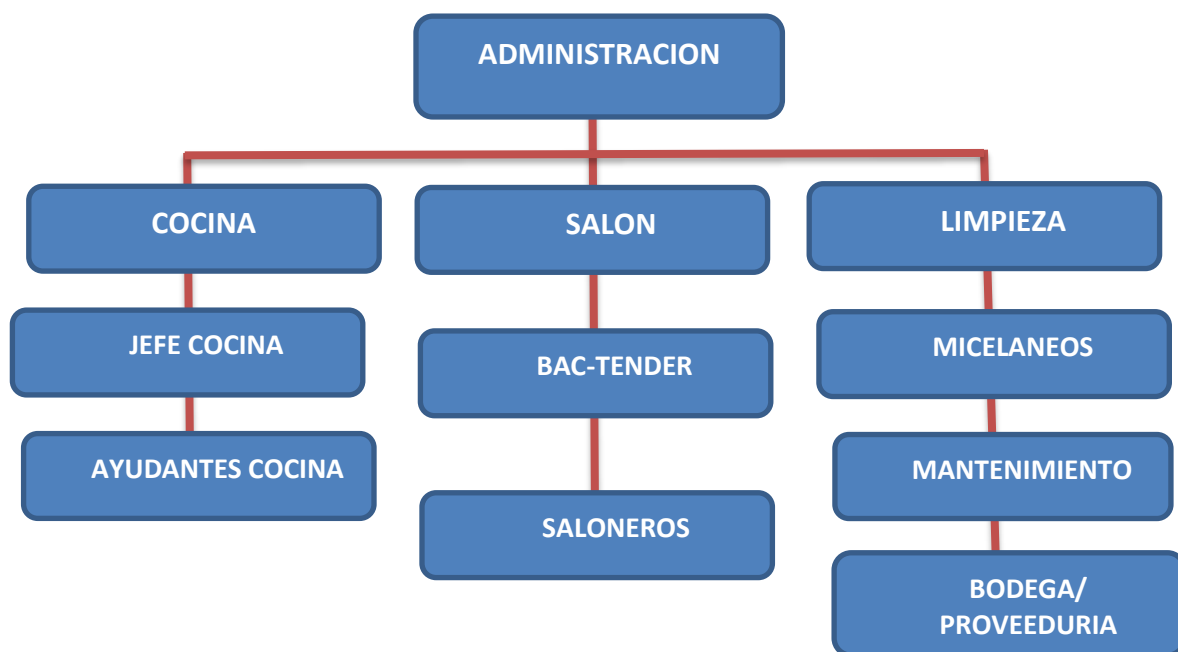 ADMINISTRACION
COCINA
SALON
LIMPIEZA
JEFE COCINA
BAC-TENDER
MICELANEOS
AYUDANTES COCINA
MANTENIMIENTO
SALONEROS
BODEGA/
PROVEEDURIA